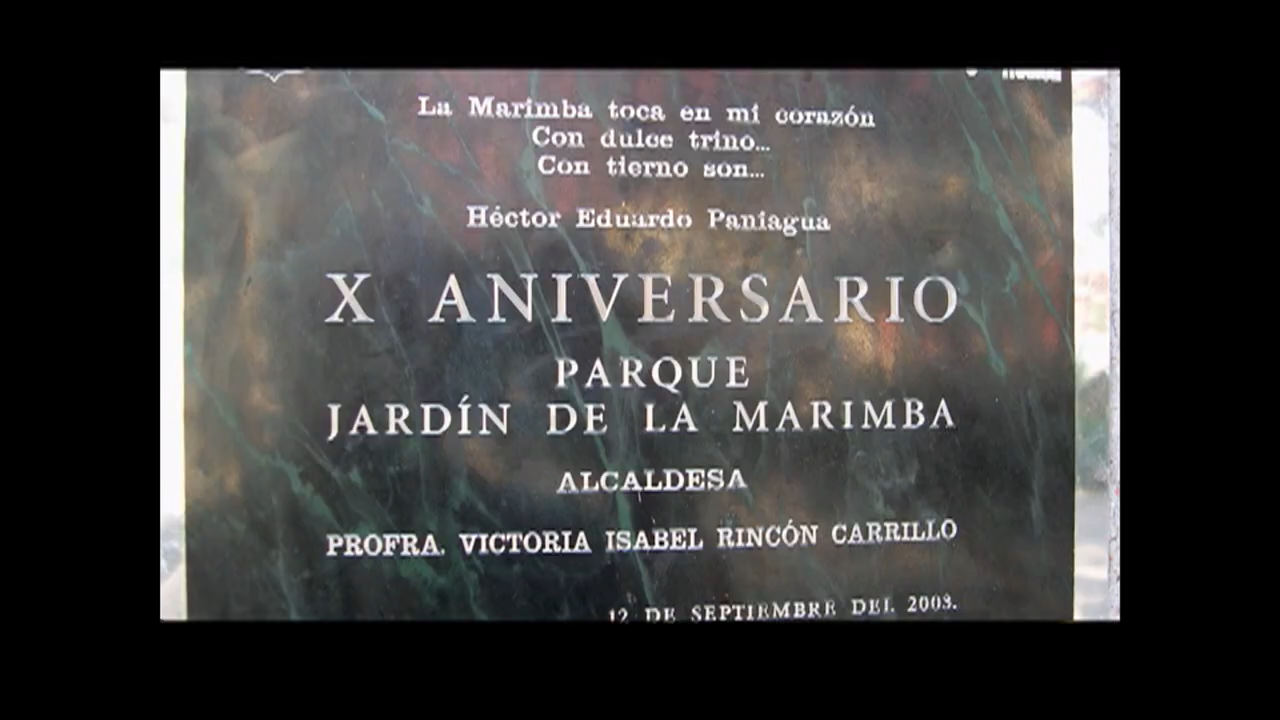 La Marimba toca en mi corazón
Con dulce trino...
Con tierno son...
Héctor Eduardo Paniagua
X ANIVERSARIO
PARQUE
JARDÍN DE LA MARIMBA
ALCALDESA
PROFRA. VICTORIA ISABEL RINCÓN CARRILLO
12 DE SEPTIEMBRE DEL 2003.